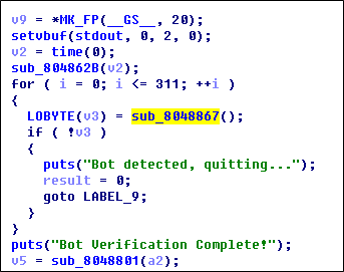 v9 = *MK_FP(__GS__, 20);
setvbuf(stdout, 0, 2, 0);
v2 = time(0);
sub_804862B(v2);
for ( i = 0; i <= 311; ++i )
{
LOBYTE(v3) = sub_8048867();
if ( !v3 )
{
puts("Bot detected, quitting...");
result = 0;
goto LABEL_9;
}
}
puts("Bot Verification Complete!");
v5 = sub_8048801(a2);